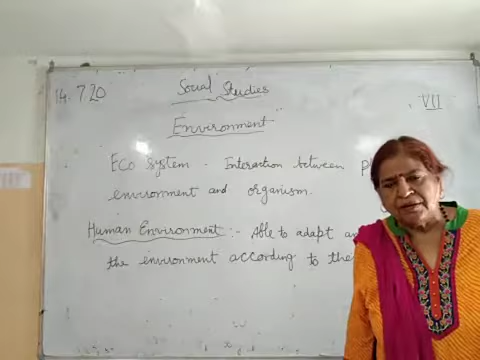 14.7.20
Social Studies
VII
Environment
Eco System - Interaction between
environment and organism.
Human Environment :- Able to adapt
the environment according to the